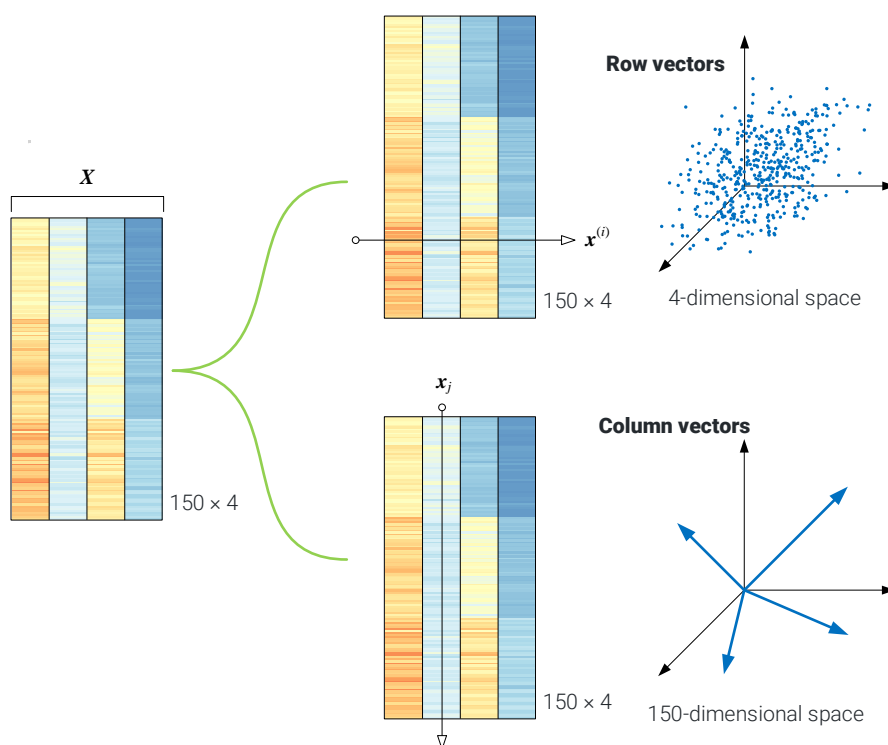 X
150 × 4
x^{(i)}
150 × 4
Row vectors
4-dimensional space
x_j
150 × 4
Column vectors
150-dimensional space